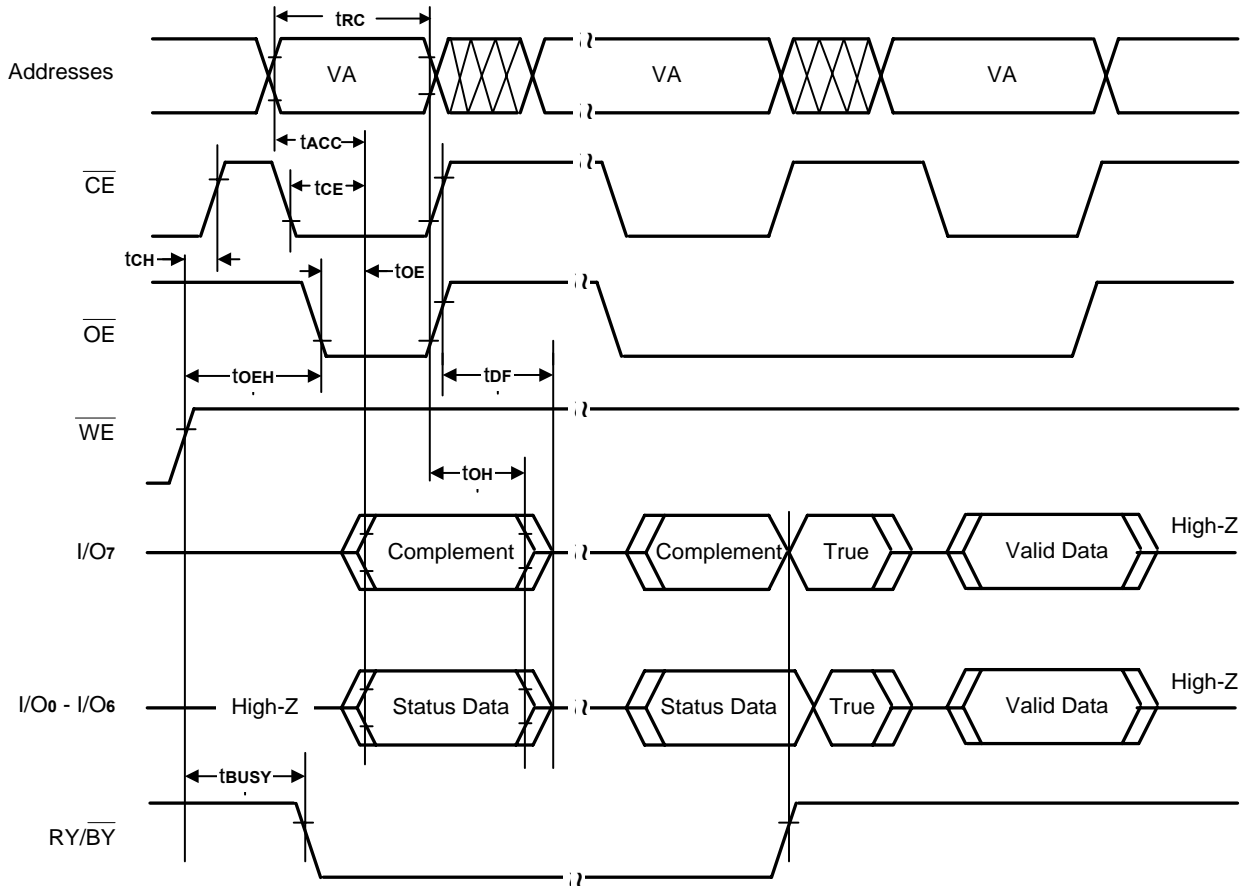 tRC
Addresses VA VA VA
tACC
CE
tCE
tCH
tOE
OE
tOEH
tDF
WE
tOH
I/O7 Complement Complement True Valid Data High-Z
I/O0 - I/O6 High-Z Status Data Status Data True Valid Data High-Z
tBUSY
RY/BY